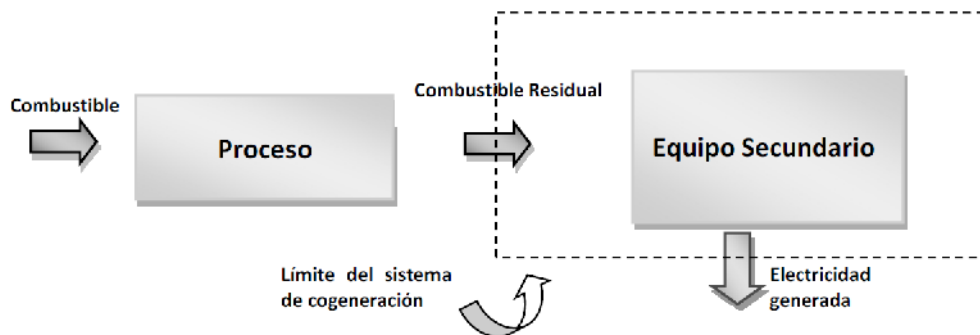 Combustible
Proceso
Combustible Residual
Equipo Secundario
Límite del sistema
de cogeneración
Electricidad
generada